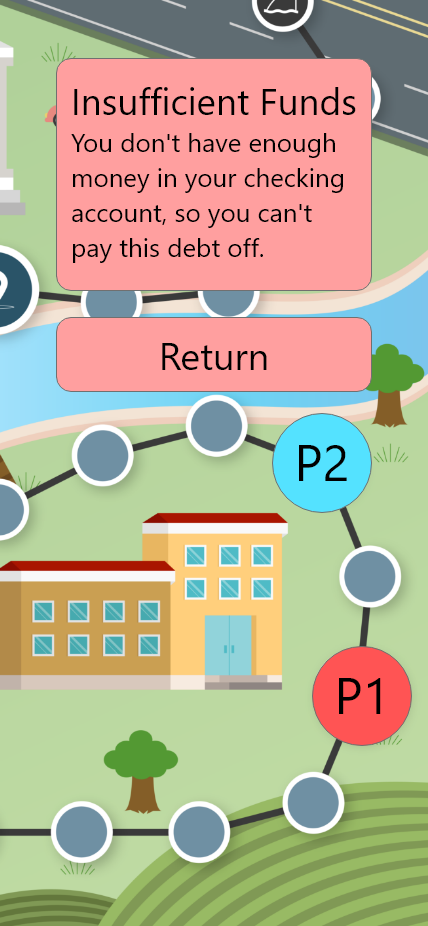 Insufficient Funds
You don't have enough
money in your checking
account, so you can't
pay this debt off.
Return
P2
P1